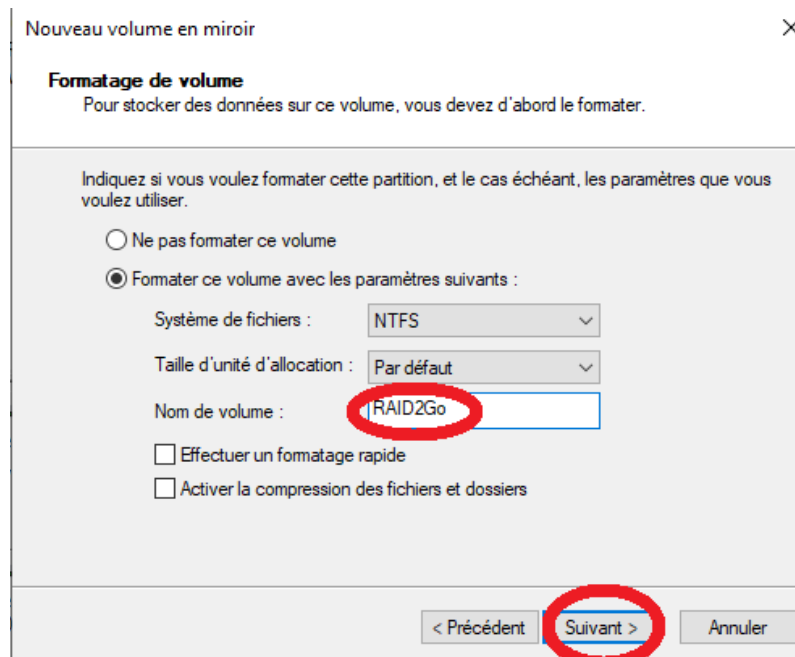 Nouveau volume en miroir
Formatage de volume
Pour stocker des données sur ce volume, vous devez d'abord le formater.
Indiquez si vous voulez formater cette partition, et le cas échéant, les paramètres que vous
voulez utiliser.
Ne pas formater ce volume
Formater ce volume avec les paramètres suivants :
Système de fichiers : NTFS
Taille d'unité d'allocation : Par défaut
Nom de volume : RAID2Go
Effectuer un formatage rapide
Activer la compression des fichiers et dossiers
< Précédent Suivant > Annuler